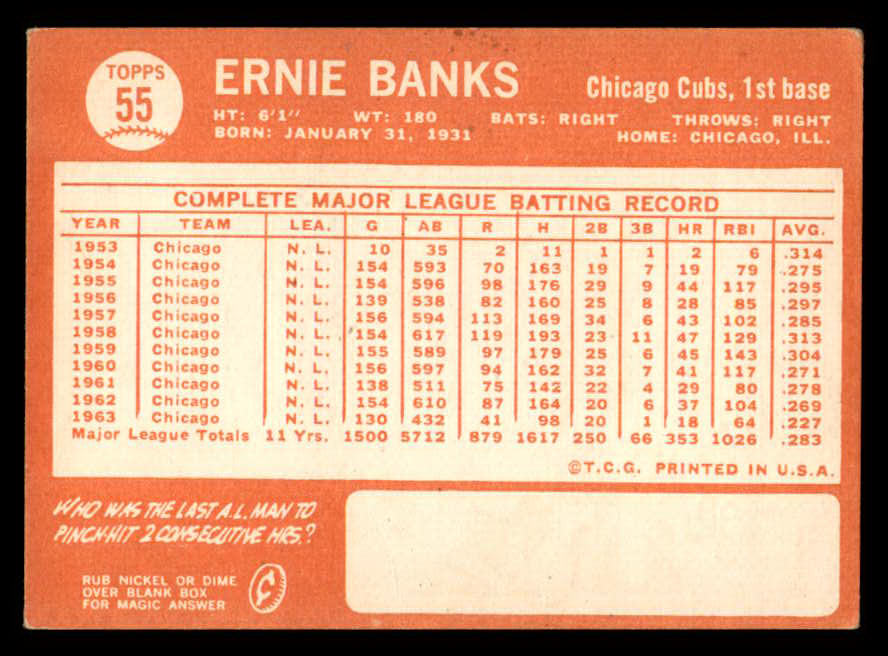 TOPPS
55
ERNIE BANKS
Chicago Cubs, 1st base
HT: 6'1" WT: 180 BATS: RIGHT THROWS: RIGHT
BORN: JANUARY 31, 1931 HOME: CHICAGO, ILL.
COMPLETE MAJOR LEAGUE BATTING RECORD
YEAR TEAM LEA. G AB R H 2B 3B HR RBI AVG.
1953 Chicago N. L. 10 35 2 11 1 1 2 6 .314
1954 Chicago N. L. 154 593 70 163 19 7 19 79 .275
1955 Chicago N. L. 154 596 98 176 29 9 44 117 .295
1956 Chicago N. L. 139 538 82 160 25 8 28 85 .297
1957 Chicago N. L. 156 594 113 169 34 6 43 102 .285
1958 Chicago N. L. 154 617 119 193 23 11 47 129 .313
1959 Chicago N. L. 155 589 97 179 25 6 45 143 .304
1960 Chicago N. L. 156 597 94 162 32 7 41 117 .271
1961 Chicago N. L. 138 511 75 142 22 4 29 80 .278
1962 Chicago N. L. 154 610 87 164 20 6 37 104 .269
1963 Chicago N. L. 130 432 41 98 20 1 18 64 .227
Major League Totals 11 Yrs. 1500 5712 879 1617 250 66 353 1026 .283
©T.C.G. PRINTED IN U.S.A.
WHO WAS THE LAST A.L. MAN TO
PINCH-HIT 2 CONSECUTIVE HRS.?
RUB NICKEL OR DIME
OVER BLANK BOX
FOR MAGIC ANSWER
¢